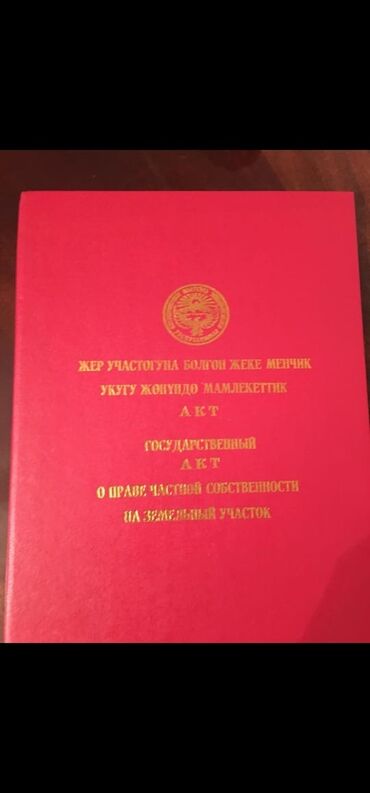 ЖЕР УЧАСТОГУНА БОЛГОН ЖЕКЕ МЕНЧИК
УКУГУ ЖӨНҮНДӨ МАМЛЕКЕТТИК
АКТ
ГОСУДАРСТВЕННЫЙ
АКТ
О ПРАВЕ ЧАСТНОЙ СОБСТВЕННОСТИ
НА ЗЕМЕЛЬНЫЙ УЧАСТОК